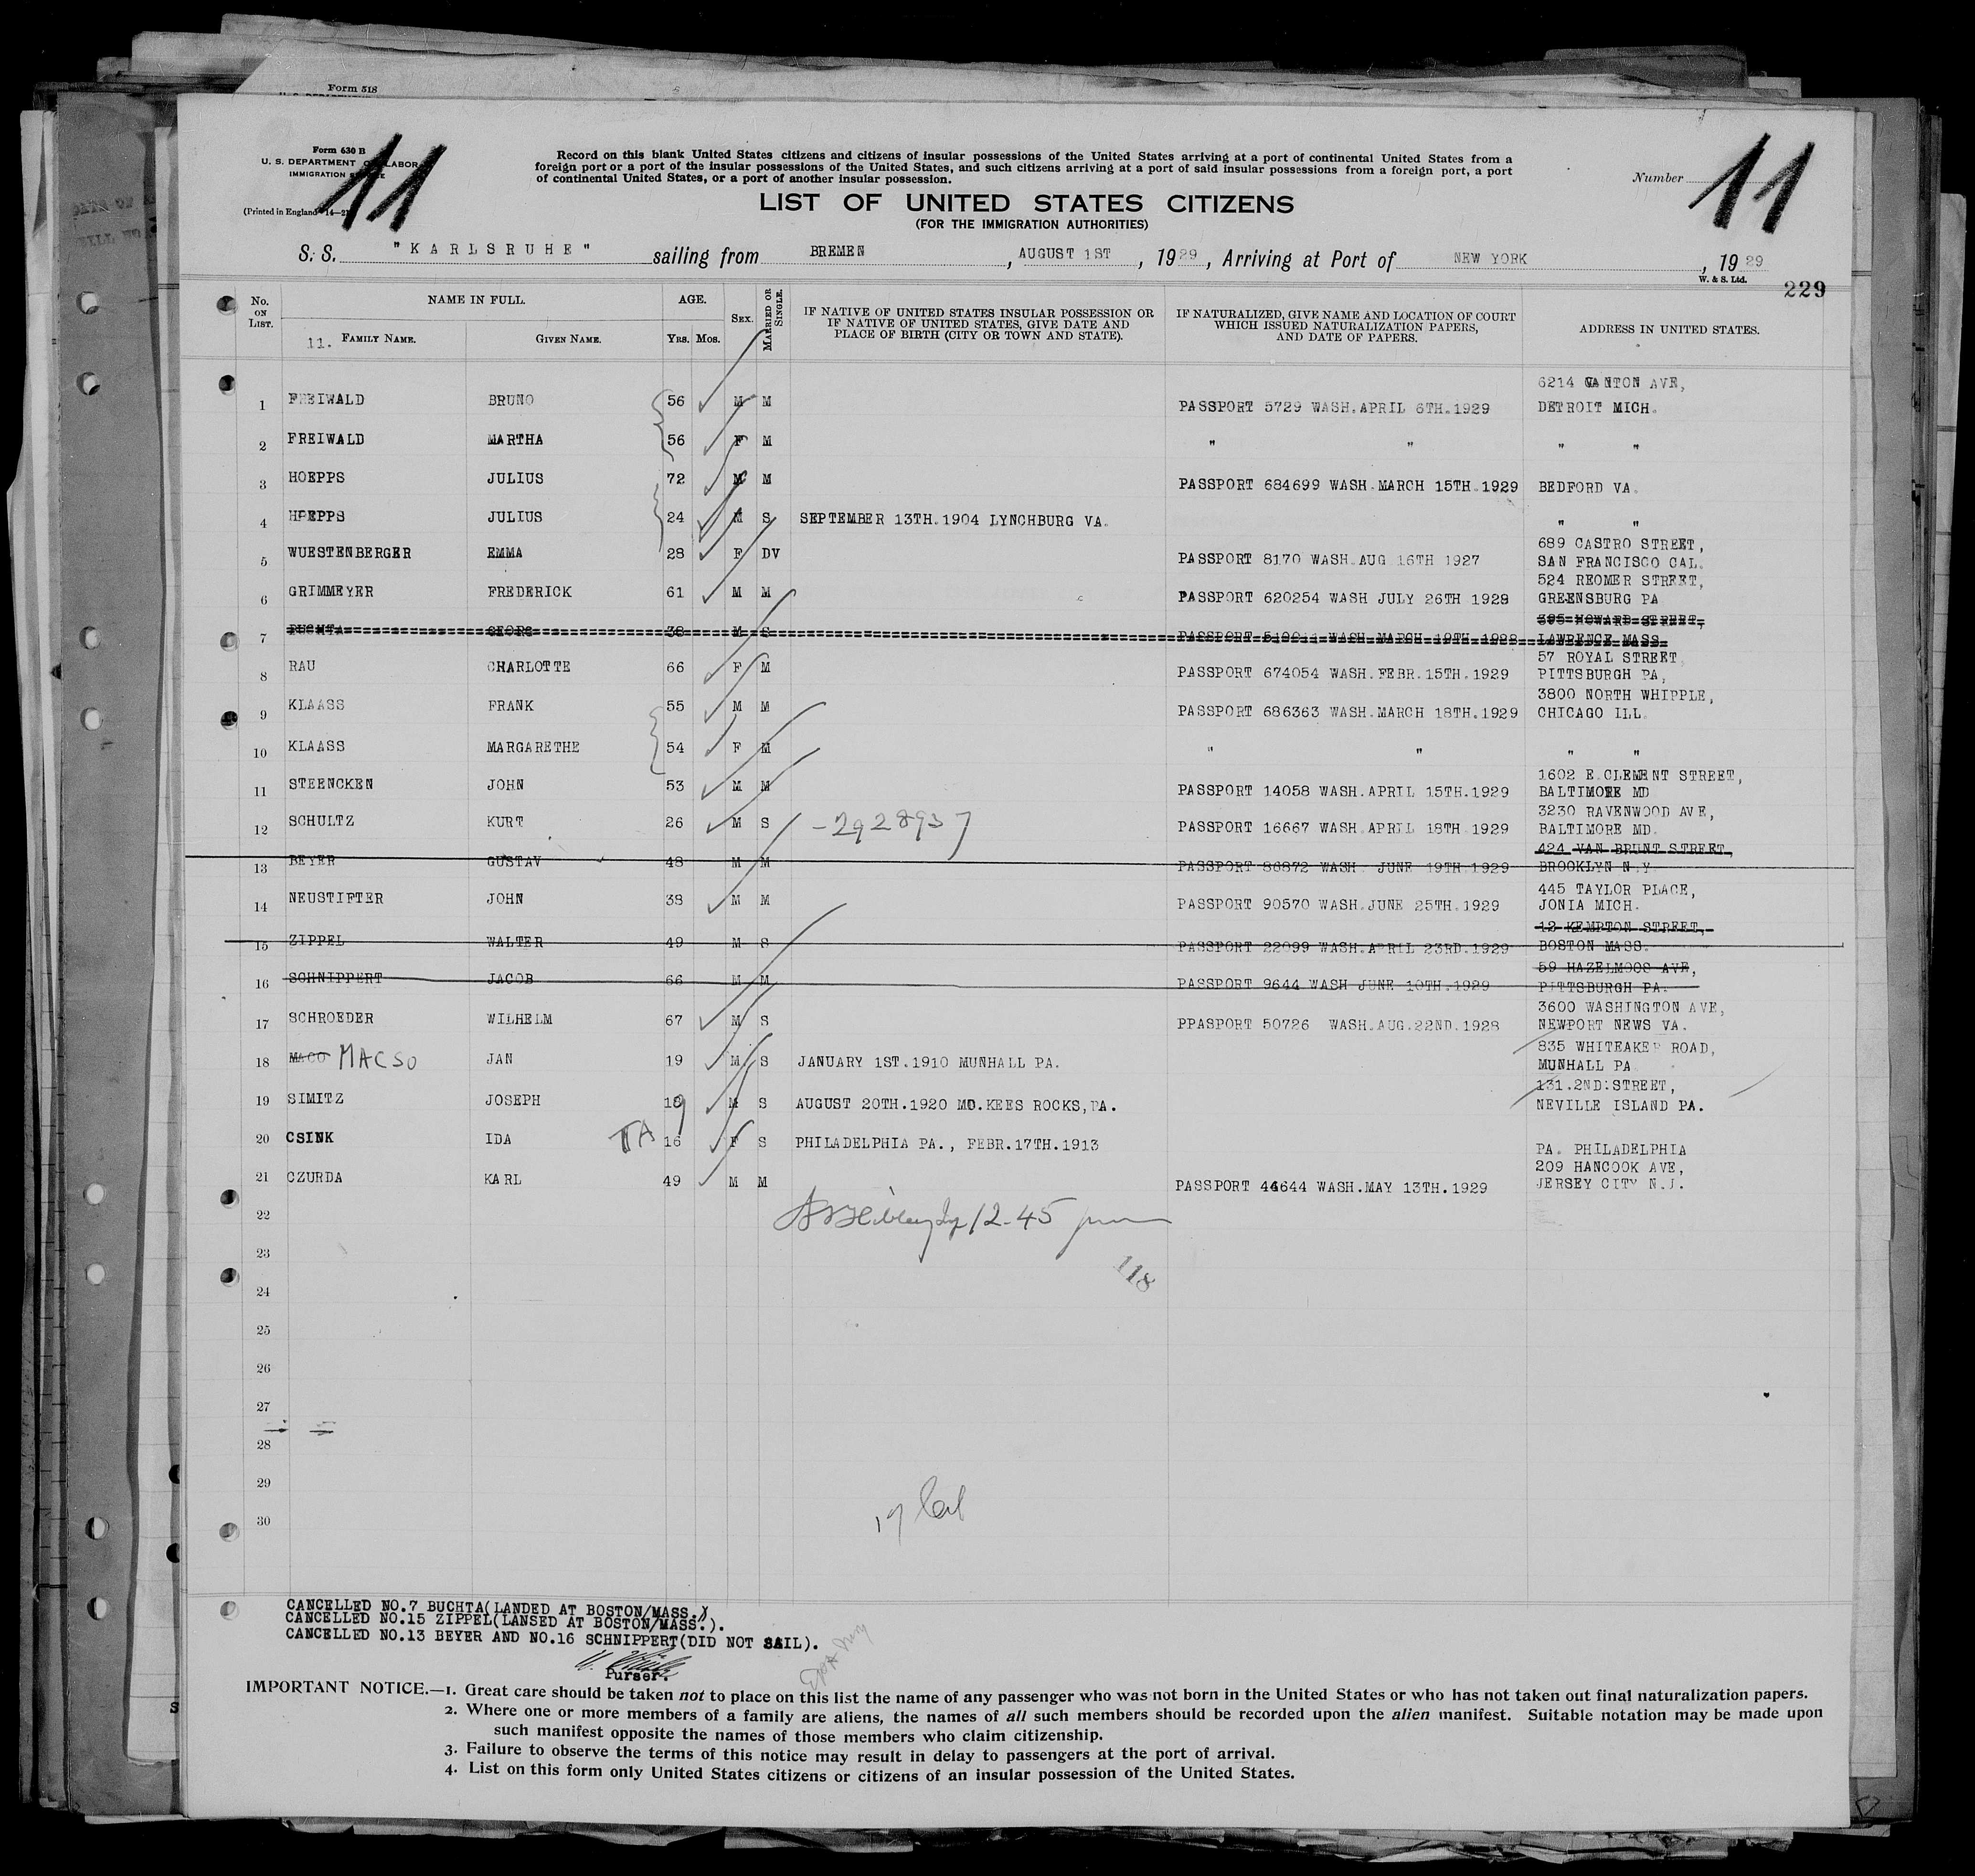 Form 518
Form 630 B
U. S. DEPARTMENT OF LABOR
IMMIGRATION
(Printed in England
11
Record on this blank United States citizens and citizens of insular possessions of the United States arriving at a port of continental United States from a
foreign port or a port of the insular possessions of the United States, and such citizens arriving at a port of said insular possessions from a foreign port, a port
of continental United States, or a port of another insular possession.
Number 11
LIST OF UNITED STATES CITIZENS
(FOR THE IMMIGRATION AUTHORITIES)
S. S. "KARLSRUHE" sailing from BREMEN, AUGUST 1ST, 1929, Arriving at Port of NEW YORK, 1929
W. & S. Ltd.
229
No. ON LIST. NAME IN FULL. AGE. SEX. MARRIED OR SINGLE. IF NATIVE OF UNITED STATES INSULAR POSSESSION OR IF NATIVE OF UNITED STATES, GIVE DATE AND PLACE OF BIRTH (CITY OR TOWN AND STATE). IF NATURALIZED, GIVE NAME AND LOCATION OF COURT WHICH ISSUED NATURALIZATION PAPERS, AND DATE OF PAPERS. ADDRESS IN UNITED STATES.
11. FAMILY NAME. GIVEN NAME. Yrs. Mos.
6214 CANTON AVE,
1 FREIWALD BRUNO 56 M M PASSPORT 5729 WASH.APRIL 6TH.1929 DETROIT MICH.
2 FREIWALD MARTHA 56 F M " " " "
3 HOEPPS JULIUS 72 M M PASSPORT 684699 WASH.MARCH 15TH.1929 BEDFORD VA.
4 HPEPPS JULIUS 24 M S SEPTEMBER 13TH.1904 LYNCHBURG VA. " "
689 CASTRO STREET,
5 WUESTENBERGER EMMA 28 F DV PASSPORT 8170 WASH.AUG 16TH 1927 SAN FRANCISCO CAL.
524 REOMER STREET,
6 GRIMMEYER FREDERICK 61 M M PASSPORT 620254 WASH JULY 26TH 1928 GREENSBURG PA
395 HOWARD STREET,
7 BUCHTA GEORG 38 M S PASSPORT WASH MARCH 19TH 1928 LAWRENCE MASS
57 ROYAL STREET
8 RAU CHARLOTTE 66 F M PASSPORT 674054 WASH.FEBR.15TH.1929 PITTSBURGH PA,
3800 NORTH WHIPPLE,
9 KLAASS FRANK 55 M M PASSPORT 686363 WASH.MARCH 18TH.1929 CHICAGO ILL.
10 KLAASS MARGARETHE 54 F M " " " "
1602 E.CLEMENT STREET,
11 STEENCKEN JOHN 53 M M PASSPORT 14058 WASH.APRIL 15TH.1929 BALTIMORE MD
3230 RAVENWOOD AVE,
12 SCHULTZ KURT 26 M S -2928937 PASSPORT 16667 WASH.APRIL 18TH 1929 BALTIMORE MD.
424 VAN BRUNT STREET,
13 BEYER GUSTAV 48 M M PASSPORT 86872 WASH. JUNE 19TH 1929 BROOKLYN N.Y
445 TAYLOR PLACE,
14 NEUSTIFTER JOHN 38 M M PASSPORT 90570 WASH.JUNE 25TH.1929 JONIA MICH.
12 KEMPTON STREET,
15 ZIPPEL WALTER 49 M S PASSPORT 22099 WASH.APRIL 23RD.1929 BOSTON MASS.
59 HAZELMOOS AVE,
16 SCHNIPPERT JACOB 66 M M PASSPORT 9644 WASH JUNE 10TH.1929 PITTSBURGH PA.
3600 WASHINGTON AVE,
17 SCHROEDER WILHELM 67 M S PPASPORT 50726 WASH.AUG.22ND.1928 NEWPORT NEWS VA.
835 WHITEAKER ROAD,
18 MACO MACSO JAN 19 M S JANUARY 1ST.1910 MUNHALL PA. MUNHALL PA
131.2ND:STREET,
19 SIMITZ JOSEPH 18 9 M S AUGUST 20TH.1920 MC.KEES ROCKS,PA. NEVILLE ISLAND PA.
20 CSINK IDA TA 16 F S PHILADELPHIA PA., FEBR.17TH.1913 PA. PHILADELPHIA
209 HANCOOK AVE,
21 CZURDA KARL 49 M M PASSPORT 44644 WASH.MAY 13TH.1929 JERSEY CITY N.J.
22 12-45 pm
23
118
24
25
26
27
28
29
30
17
CANCELLED NO.7 BUCHTA(LANDED AT BOSTON/MASS.)
CANCELLED NO.15 ZIPPEL(LANSED AT BOSTON/MASS.).
CANCELLED NO.13 BEYER AND NO.16 SCHNIPPERT(DID NOT SAIL).
Purser.
IMPORTANT NOTICE.—1. Great care should be taken not to place on this list the name of any passenger who was not born in the United States or who has not taken out final naturalization papers.
2. Where one or more members of a family are aliens, the names of all such members should be recorded upon the alien manifest. Suitable notation may be made upon
such manifest opposite the names of those members who claim citizenship.
3. Failure to observe the terms of this notice may result in delay to passengers at the port of arrival.
4. List on this form only United States citizens or citizens of an insular possession of the United States.